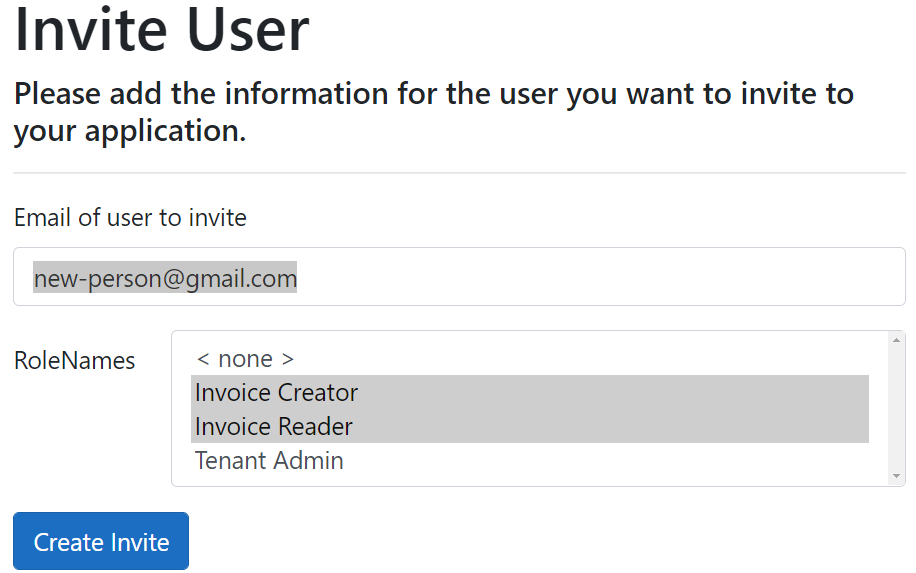 Invite User
Please add the information for the user you want to invite to
your application.
Email of user to invite
new-person@gmail.com
RoleNames
< none >
Invoice Creator
Invoice Reader
Tenant Admin
Create Invite